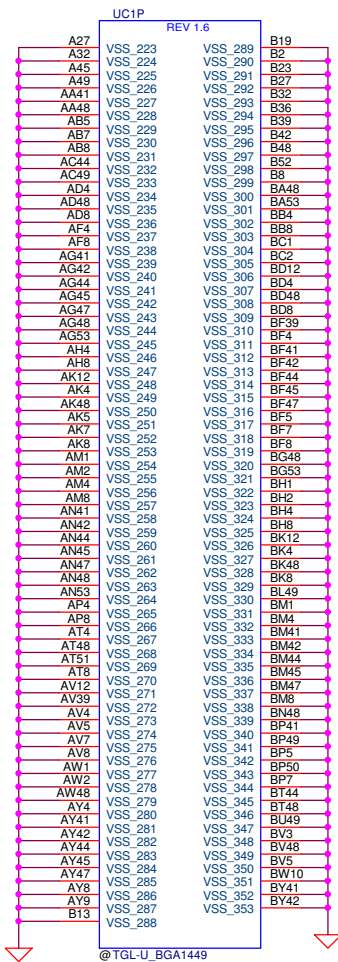 UC1P
REV 1.6
A27 VSS_223 VSS_289 B19
A32 VSS_224 VSS_290 B2
A45 VSS_225 VSS_291 B23
A49 VSS_226 VSS_292 B27
AA41 VSS_227 VSS_293 B32
AA48 VSS_228 VSS_294 B36
AB5 VSS_229 VSS_295 B39
AB7 VSS_230 VSS_296 B42
AB8 VSS_231 VSS_297 B48
AC44 VSS_232 VSS_298 B52
AC49 VSS_233 VSS_299 B8
AD4 VSS_234 VSS_300 BA48
AD48 VSS_235 VSS_301 BA53
AD8 VSS_236 VSS_302 BB4
AF4 VSS_237 VSS_303 BB8
AF8 VSS_238 VSS_304 BC1
AG41 VSS_239 VSS_305 BC2
AG42 VSS_240 VSS_306 BD12
AG44 VSS_241 VSS_307 BD4
AG45 VSS_242 VSS_308 BD48
AG47 VSS_243 VSS_309 BD8
AG48 VSS_244 VSS_310 BF39
AG53 VSS_245 VSS_311 BF4
AH4 VSS_246 VSS_312 BF41
AH8 VSS_247 VSS_313 BF42
AK12 VSS_248 VSS_314 BF44
AK4 VSS_249 VSS_315 BF45
AK48 VSS_250 VSS_316 BF47
AK5 VSS_251 VSS_317 BF5
AK7 VSS_252 VSS_318 BF7
AK8 VSS_253 VSS_319 BF8
AM1 VSS_254 VSS_320 BG48
AM2 VSS_255 VSS_321 BG53
AM4 VSS_256 VSS_322 BH1
AM8 VSS_257 VSS_323 BH2
AN41 VSS_258 VSS_324 BH4
AN42 VSS_259 VSS_325 BH8
AN44 VSS_260 VSS_326 BK12
AN45 VSS_261 VSS_327 BK4
AN47 VSS_262 VSS_328 BK48
AN48 VSS_263 VSS_329 BK8
AN53 VSS_264 VSS_330 BL49
AP4 VSS_265 VSS_331 BM1
AP8 VSS_266 VSS_332 BM4
AT4 VSS_267 VSS_333 BM41
AT48 VSS_268 VSS_334 BM42
AT51 VSS_269 VSS_335 BM44
AT8 VSS_270 VSS_336 BM45
AV12 VSS_271 VSS_337 BM47
AV39 VSS_272 VSS_338 BM8
AV4 VSS_273 VSS_339 BN48
AV5 VSS_274 VSS_340 BP41
AV7 VSS_275 VSS_341 BP49
AV8 VSS_276 VSS_342 BP5
AW1 VSS_277 VSS_343 BP50
AW2 VSS_278 VSS_344 BP7
AW48 VSS_279 VSS_345 BT44
AY4 VSS_280 VSS_346 BT48
AY41 VSS_281 VSS_347 BU49
AY42 VSS_282 VSS_348 BV3
AY44 VSS_283 VSS_349 BV48
AY45 VSS_284 VSS_350 BV5
AY47 VSS_285 VSS_351 BW10
AY8 VSS_286 VSS_352 BY41
AY9 VSS_287 VSS_353 BY42
B13 VSS_288
@TGL-U_BGA1449